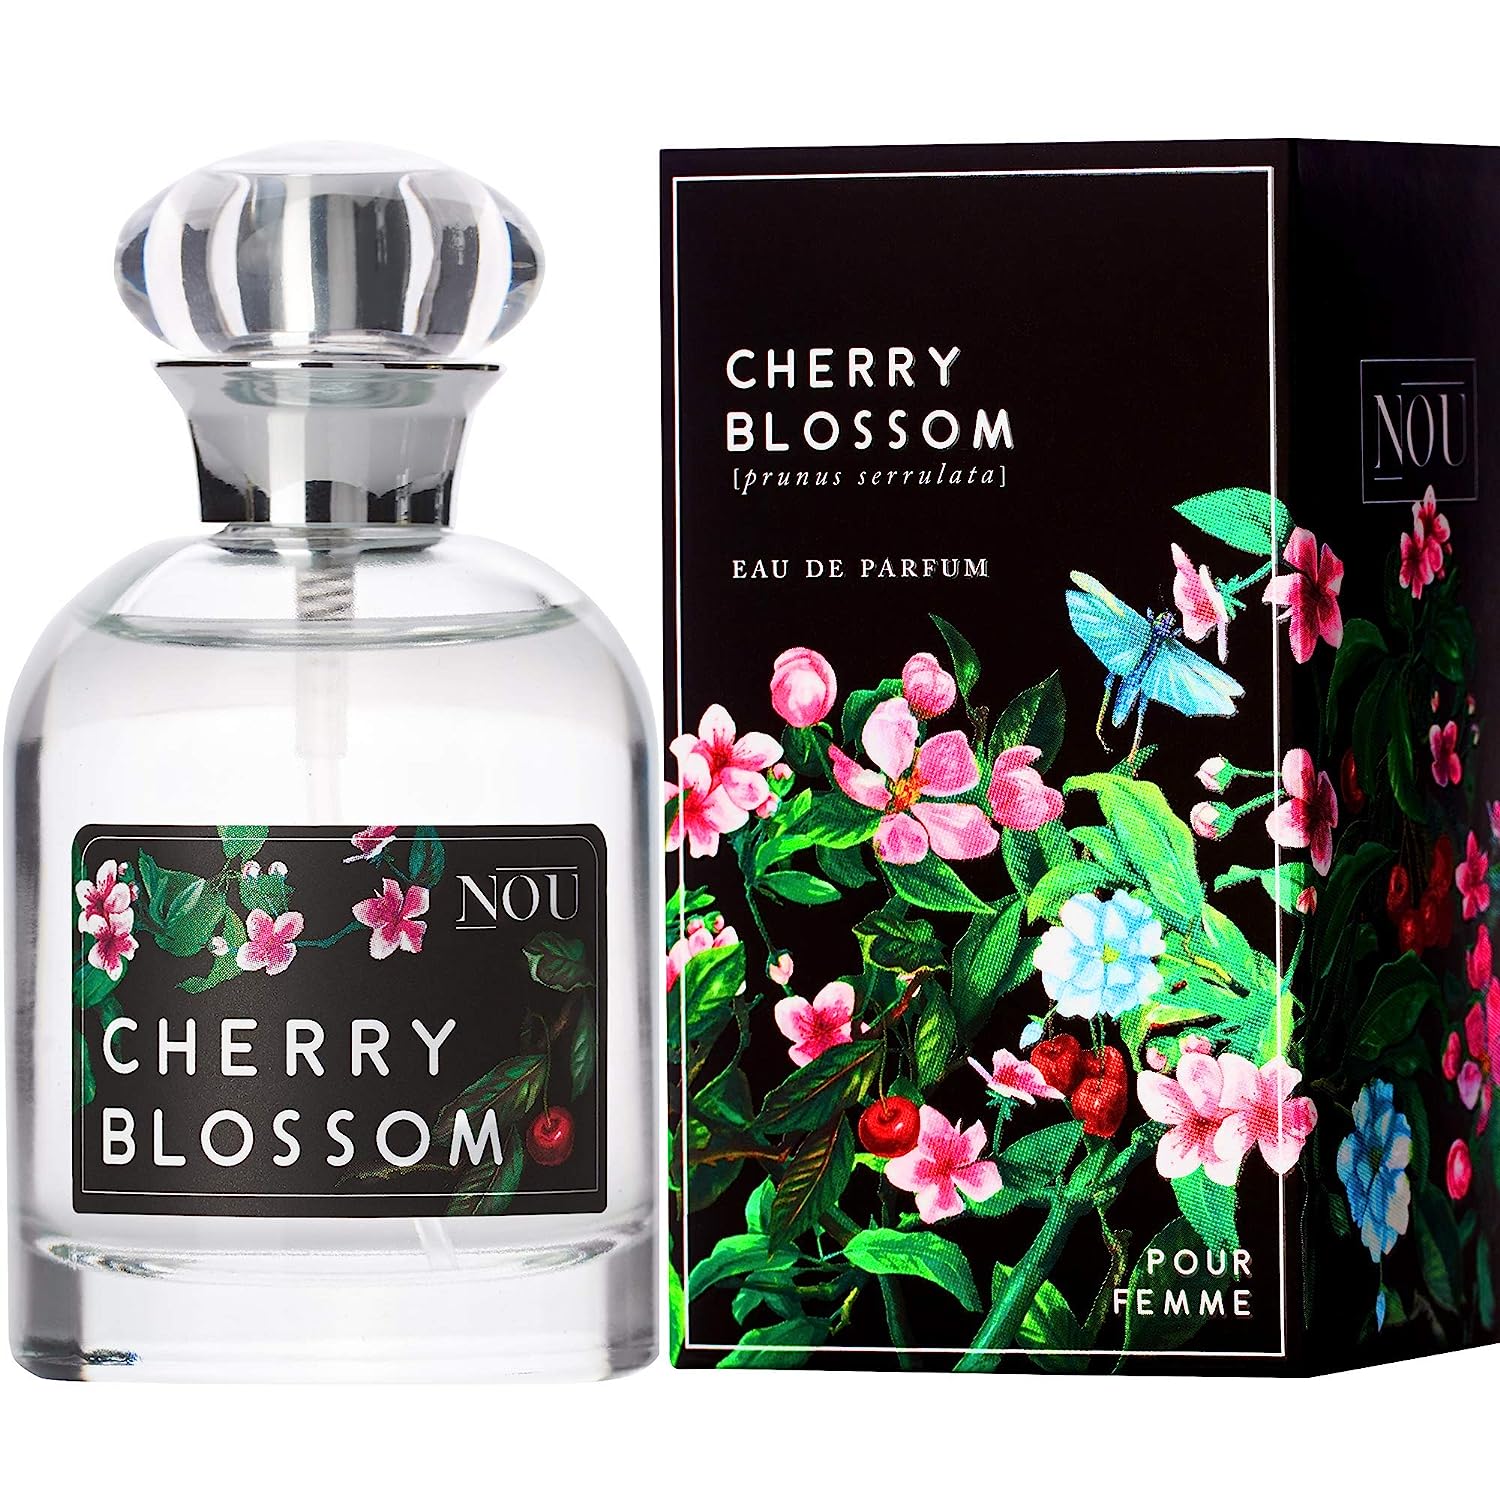 NOU
CHERRY
BLOSSOM
CHERRY
BLOSSOM
[prunus serrulata]
EAU DE PARFUM
POUR
FEMME
NOU